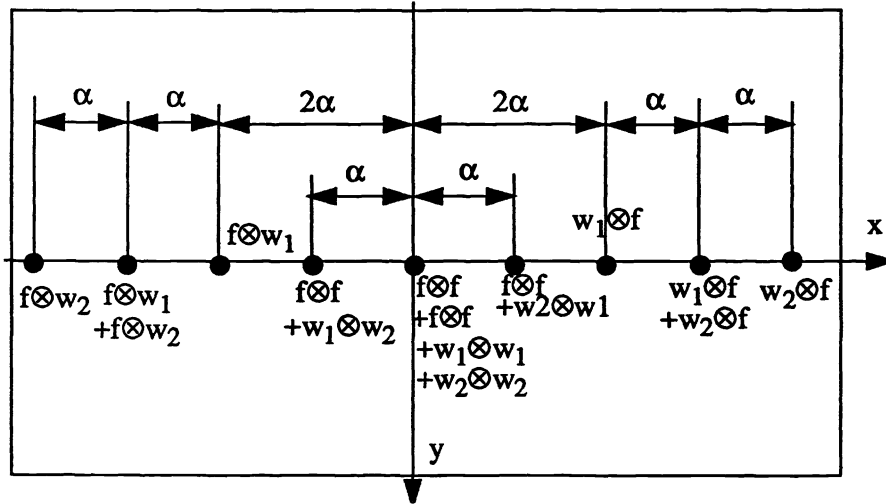 α α 2α 2α α α
α α
x
f⊗w₁ w₁⊗f
f⊗w₂ f⊗w₁ f⊗f f⊗f f⊗f w₁⊗f w₂⊗f
+f⊗w₂ +w₁⊗w₂ +f⊗f +w2⊗w1 +w₂⊗f
+w₁⊗w₁
+w₂⊗w₂
y